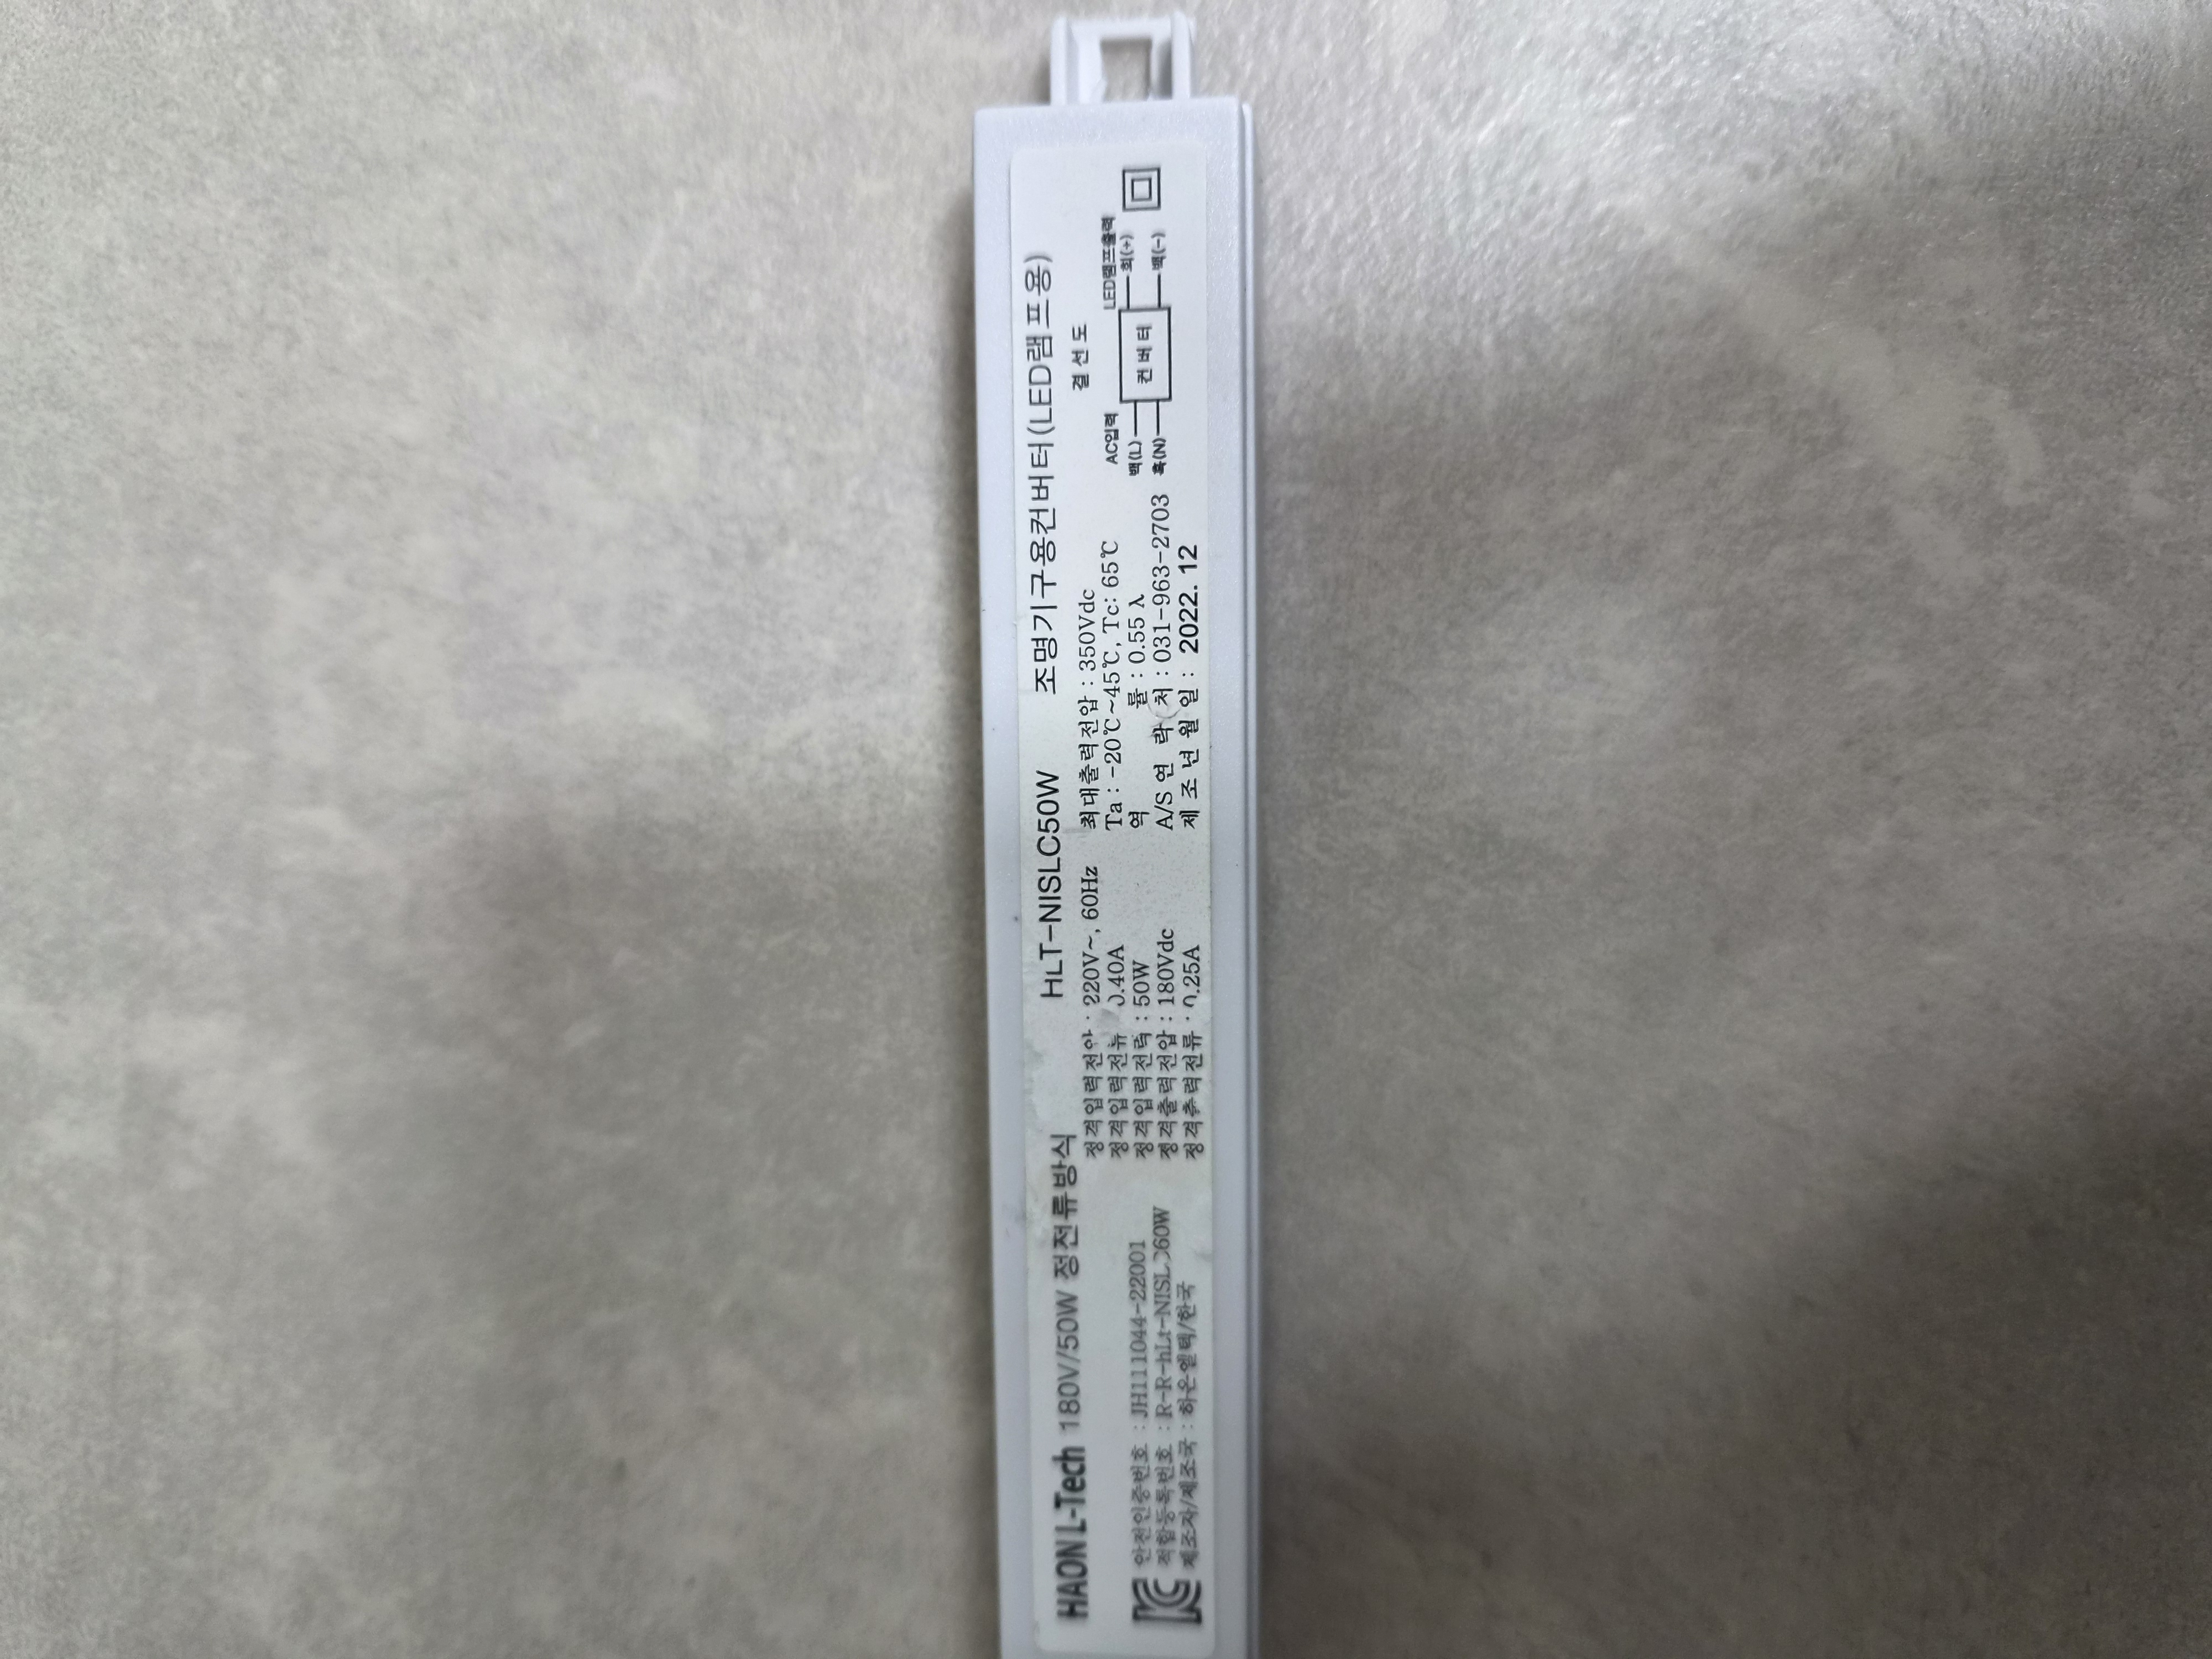 HAON L-Tech 180V/50W 정전류방식
HLT-NISLC50W
조명기구용컨버터(LED램프용)
안전인증번호 : JH111044-22001
적합등록번호 : R-R-hLt-NISL C60W
제조자/제조국 : 하온엘텍/한국
정격입력전압 : 220V~, 60Hz
정격입력전류 0.40A
정격입력전력 : 50W
정격출력전압 : 180Vdc
정격출력전류 : 0.25A
최대출력전압 : 350Vdc
Ta : -20℃~45℃, Tc: 65℃
역 률 : 0.55 λ
A/S 연 락 처 : 031-963-2703
제 조 년 월 일 : 2022. 12
결 선 도
AC입력
LED램프출력
백(L)
회(+)
컨 버 터
흑(N)
백(-)